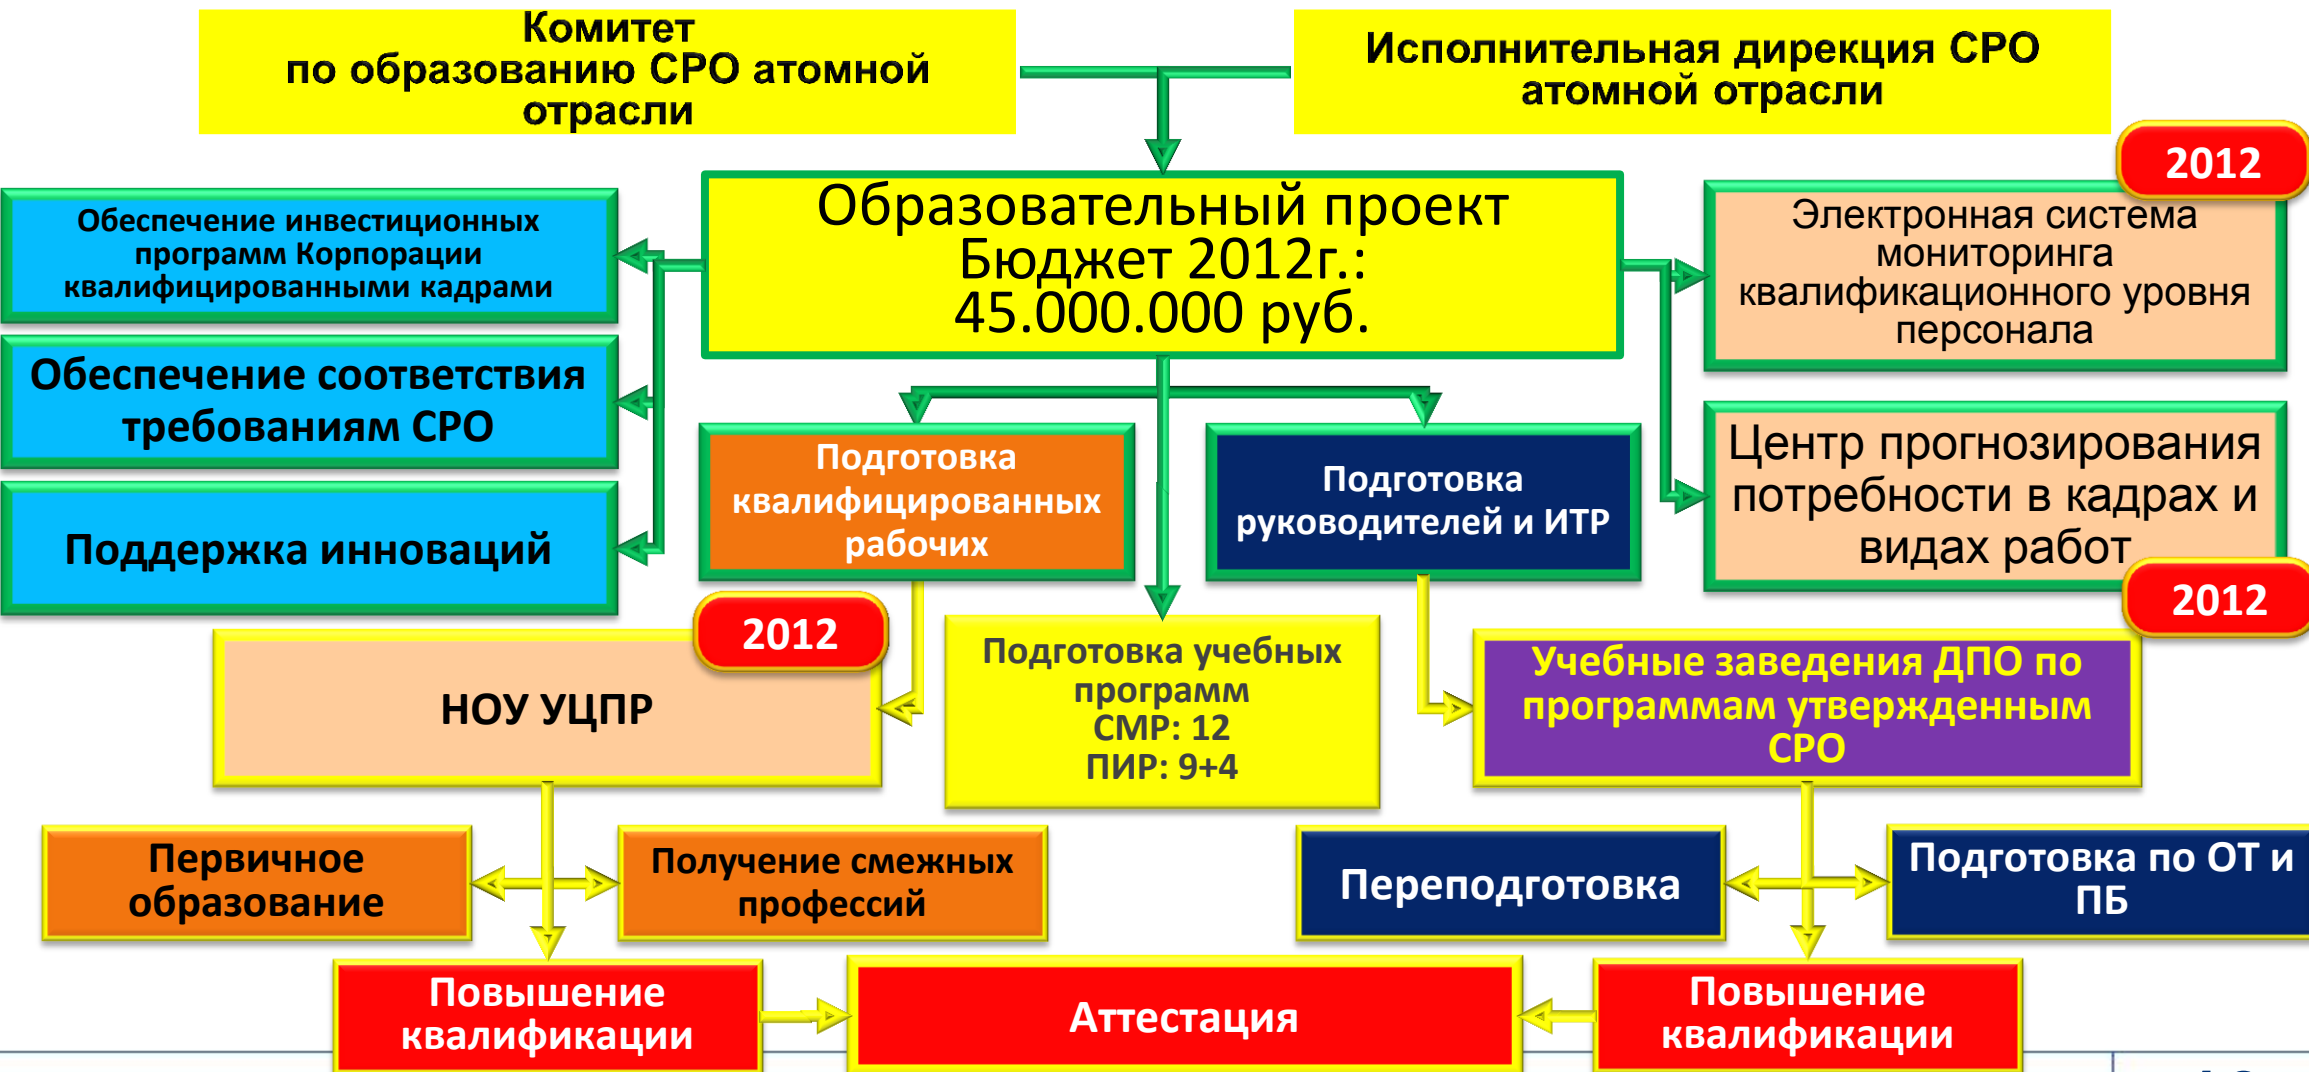 Комитет
по образованию СРО атомной
отрасли
Исполнительная дирекция СРО
атомной отрасли
2012
Обеспечение инвестиционных
программ Корпорации
квалифицированными кадрами
Образовательный проект
Бюджет 2012г.:
45.000.000 руб.
Электронная система
мониторинга
квалификационного уровня
персонала
Обеспечение соответствия
требованиям СРО
Подготовка
квалифицированных
рабочих
Подготовка
руководителей и ИТР
Центр прогнозирования
потребности в кадрах и
видах работ
2012
Поддержка инноваций
2012
НОУ УЦПР
Подготовка учебных
программ
СМР: 12
ПИР: 9+4
Учебные заведения ДПО по
программам утвержденным
СРО
Первичное
образование
Получение смежных
профессий
Переподготовка
Подготовка по ОТ и
ПБ
Повышение
квалификации
Аттестация
Повышение
квалификации